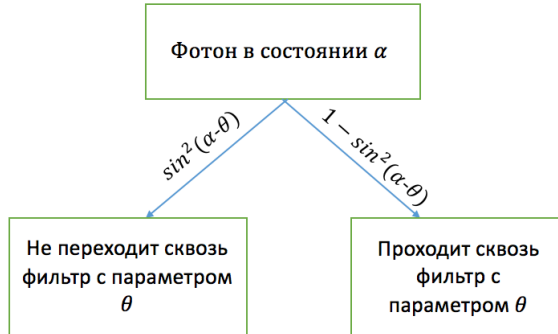 Фотон в состоянии α
sin²(α-θ)
1 − sin²(α-θ)
Не переходит сквозь
фильтр с параметром
θ
Проходит сквозь
фильтр с
параметром θ